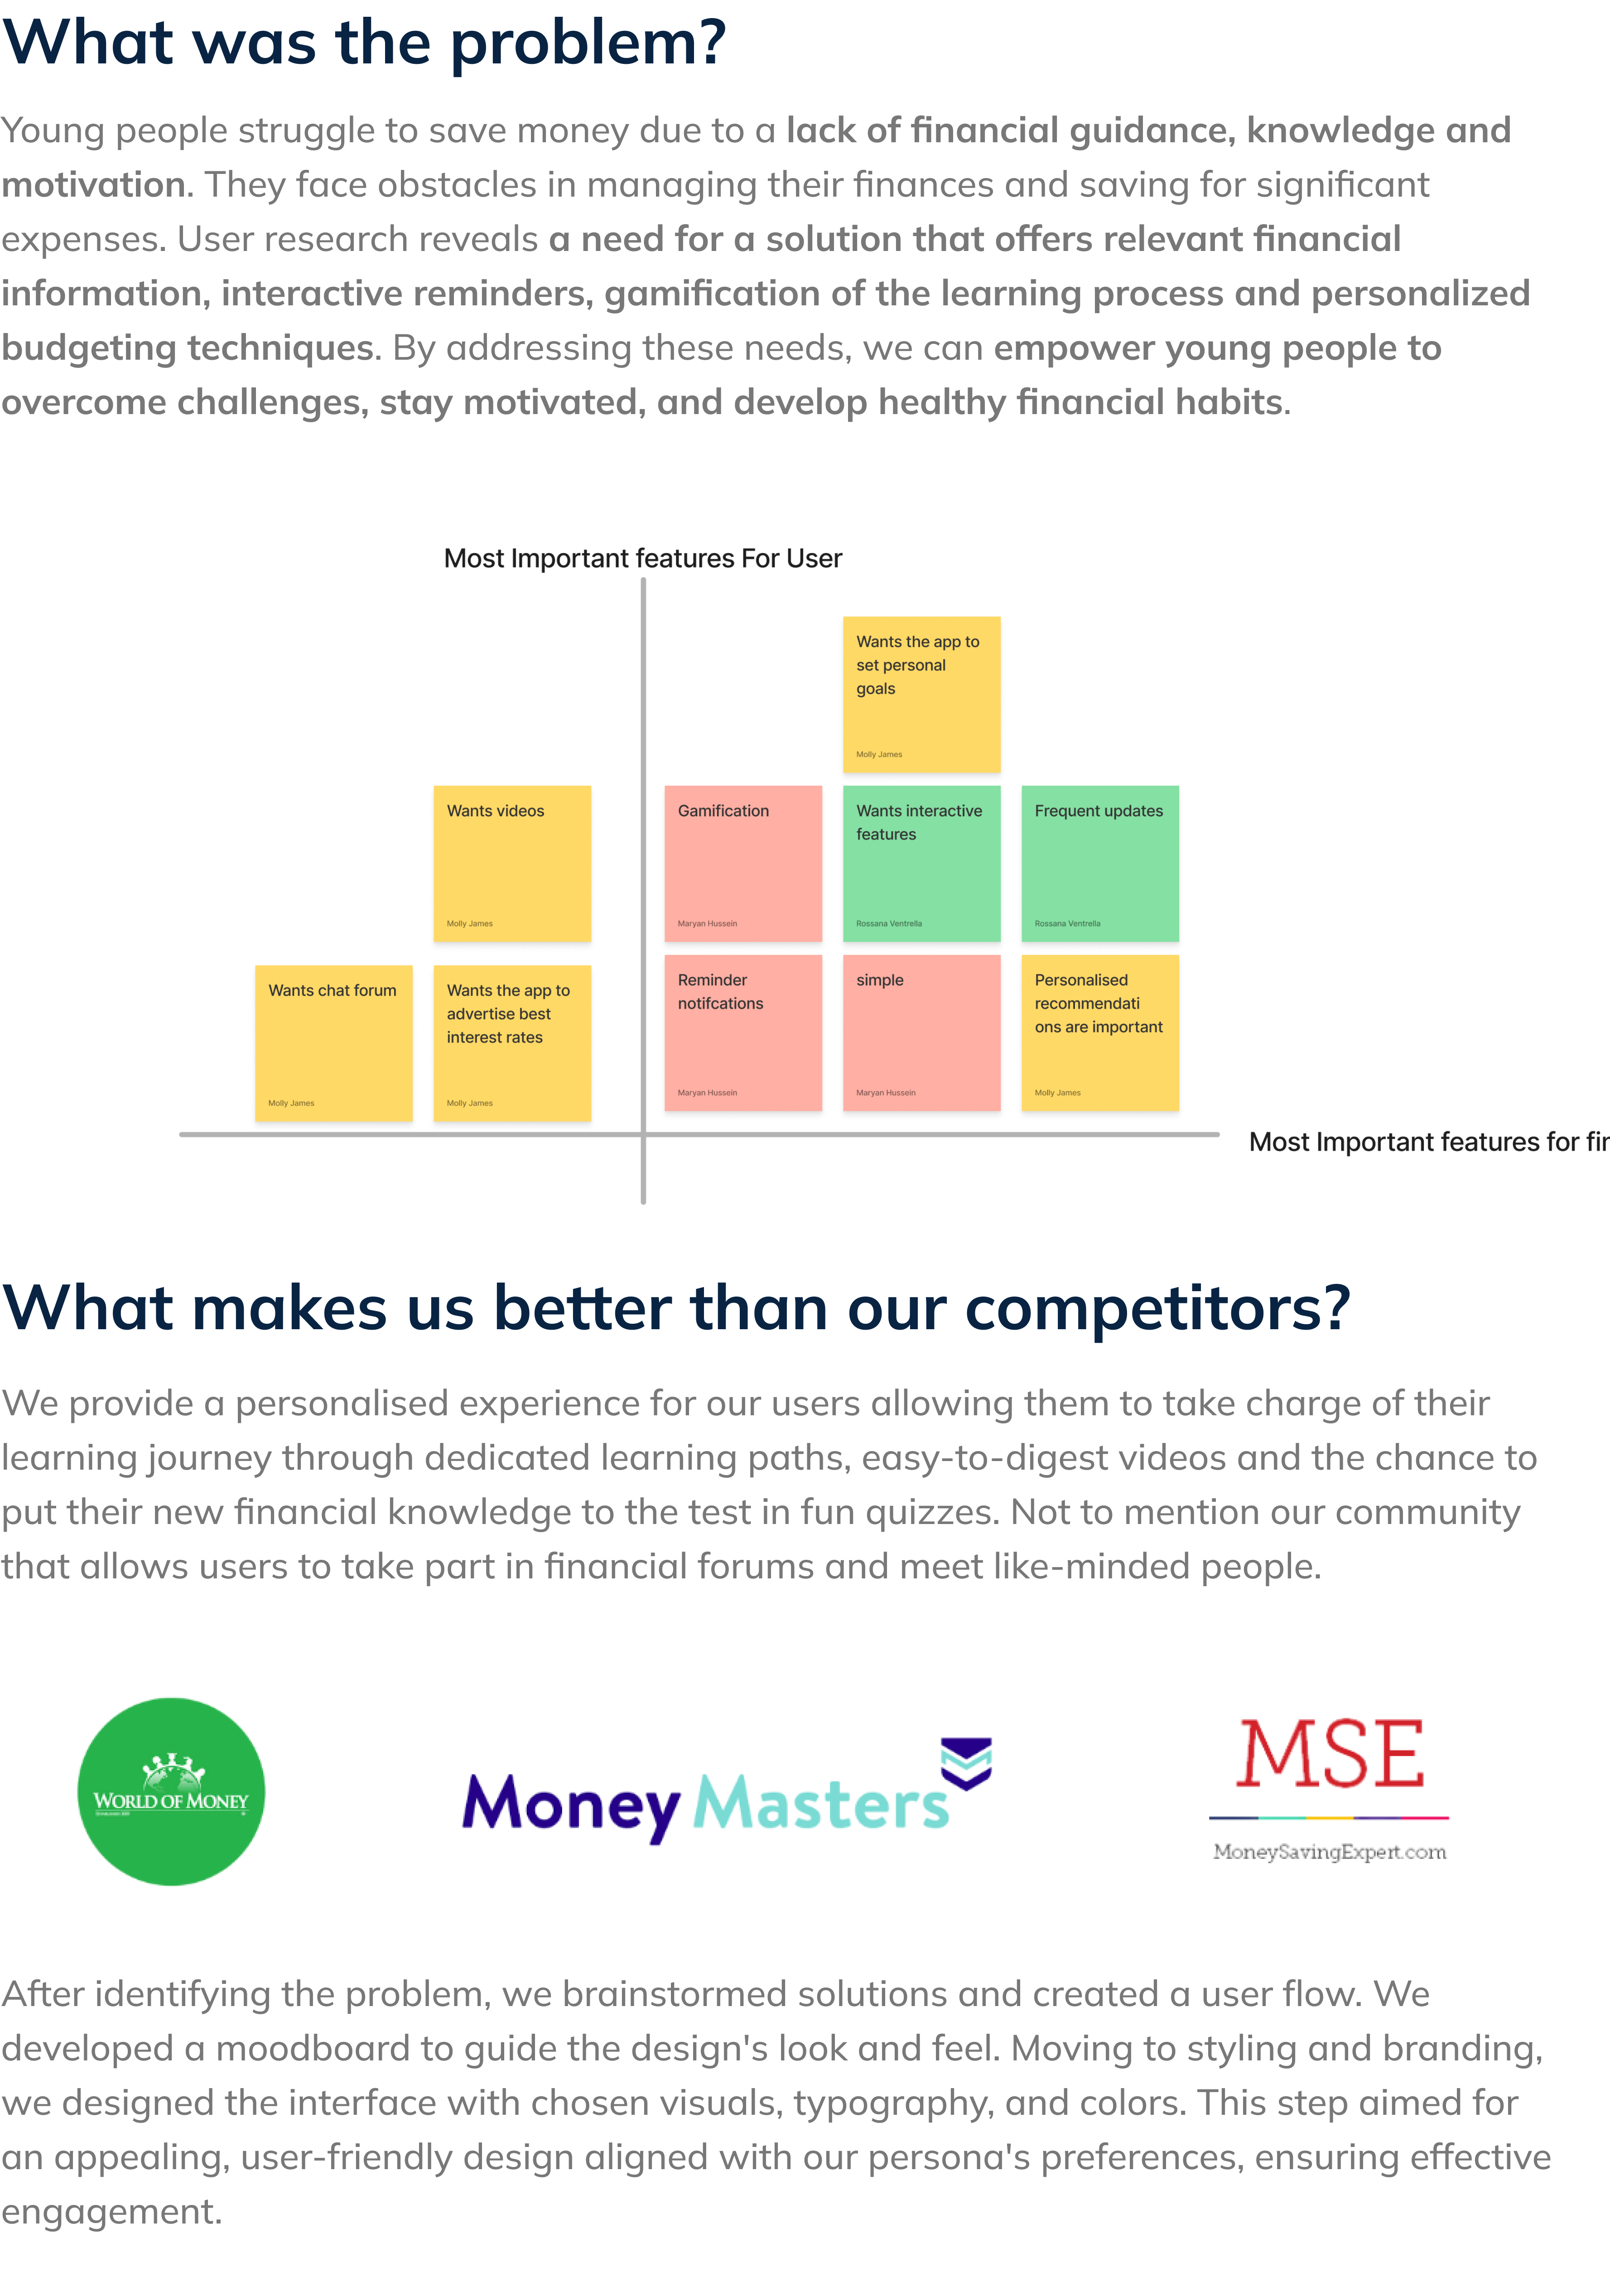 What was the problem?
Young people struggle to save money due to a lack of financial guidance, knowledge and
motivation. They face obstacles in managing their finances and saving for significant
expenses. User research reveals a need for a solution that offers relevant financial
information, interactive reminders, gamification of the learning process and personalized
budgeting techniques. By addressing these needs, we can empower young people to
overcome challenges, stay motivated, and develop healthy financial habits.
Most Important features For User
Wants the app to
set personal
goals
Molly James
Wants videos
Molly James
Gamification
Maryan Hussein
Wants interactive
features
Rossana Ventrella
Frequent updates
Rossana Ventrella
Wants chat forum
Molly James
Wants the app to
advertise best
interest rates
Molly James
Reminder
notifcations
Maryan Hussein
simple
Maryan Hussein
Personalised
recommendati
ons are important
Molly James
Most Important features for fir
What makes us better than our competitors?
We provide a personalised experience for our users allowing them to take charge of their
learning journey through dedicated learning paths, easy-to-digest videos and the chance to
put their new financial knowledge to the test in fun quizzes. Not to mention our community
that allows users to take part in financial forums and meet like-minded people.
WORLD OF MONEY
Money Masters
MSE
MoneySavingExpert.com
After identifying the problem, we brainstormed solutions and created a user flow. We
developed a moodboard to guide the design's look and feel. Moving to styling and branding,
we designed the interface with chosen visuals, typography, and colors. This step aimed for
an appealing, user-friendly design aligned with our persona's preferences, ensuring effective
engagement.